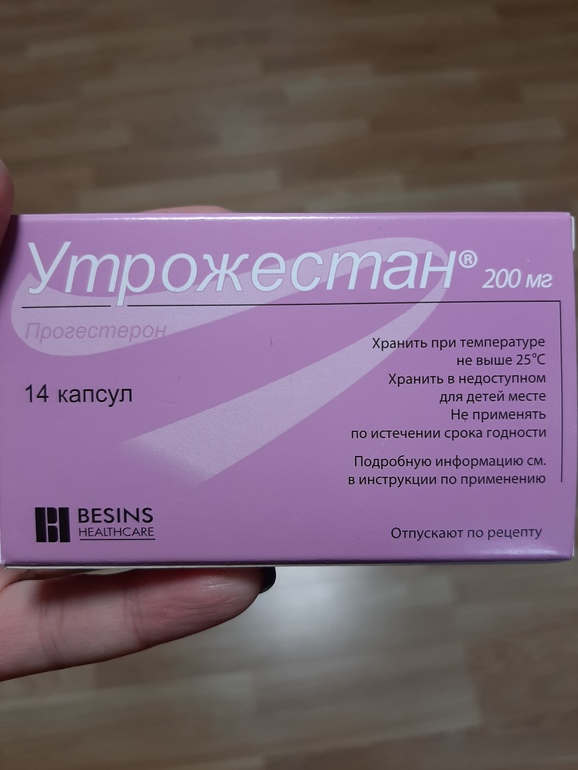 Утрожестан® 200 мг
Прогестерон
14 капсул
Хранить при температуре
не выше 25°C
Хранить в недоступном
для детей месте
Не применять
по истечении срока годности
Подробную информацию см.
в инструкции по применению
BESINS
HEALTHCARE
Отпускают по рецепту